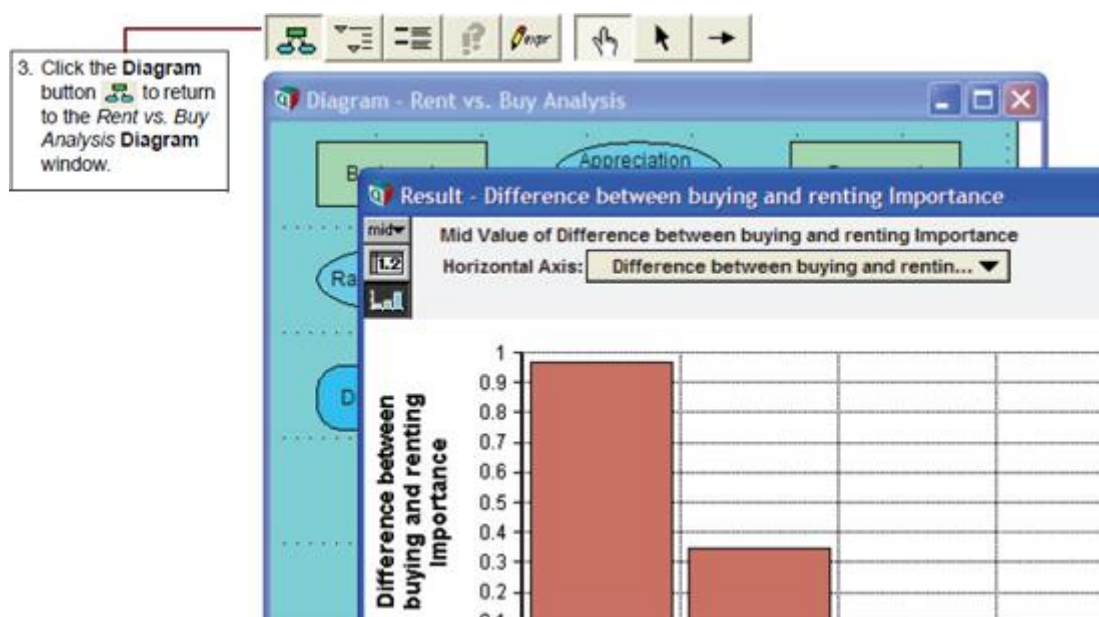 3. Click the Diagram
button to return
to the Rent vs. Buy
Analysis Diagram
window.
expr
Diagram - Rent vs. Buy Analysis
Appreciation
Result - Difference between buying and renting Importance
mid
Mid Value of Difference between buying and renting Importance
1.2
Horizontal Axis: Difference between buying and rentin...
Ra
D
Difference between
buying and renting
Importance
1
0.9
0.8
0.7
0.6
0.5
0.4
0.3
0.2